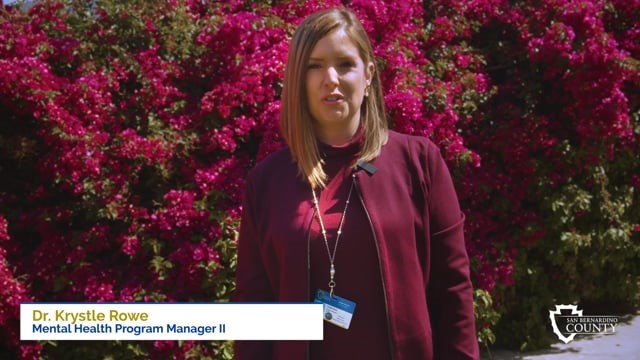 Dr. Krystle Rowe
Mental Health Program Manager II
SAN BERNARDINO
COUNTY